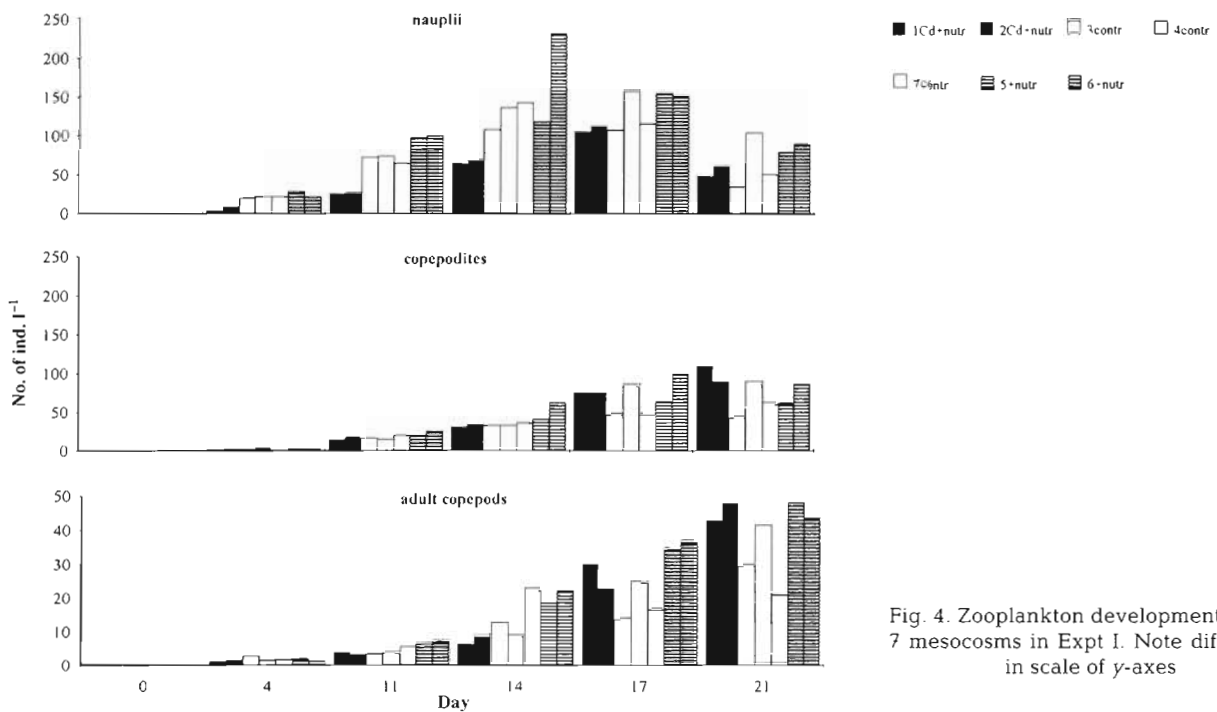 nauplii
1Cd+nutr 2Cd+nutr 3contr 4contr
7contr 5+nutr 6+nutr
250
200
150
100
50
0
copepodites
250
200
150
100
50
0
No. of ind. l⁻¹
adult copepods
50
40
30
20
10
0
0 4 11 14 17 21
Day
Fig. 4. Zooplankton development
7 mesocosms in Expt I. Note dif
in scale of y-axes